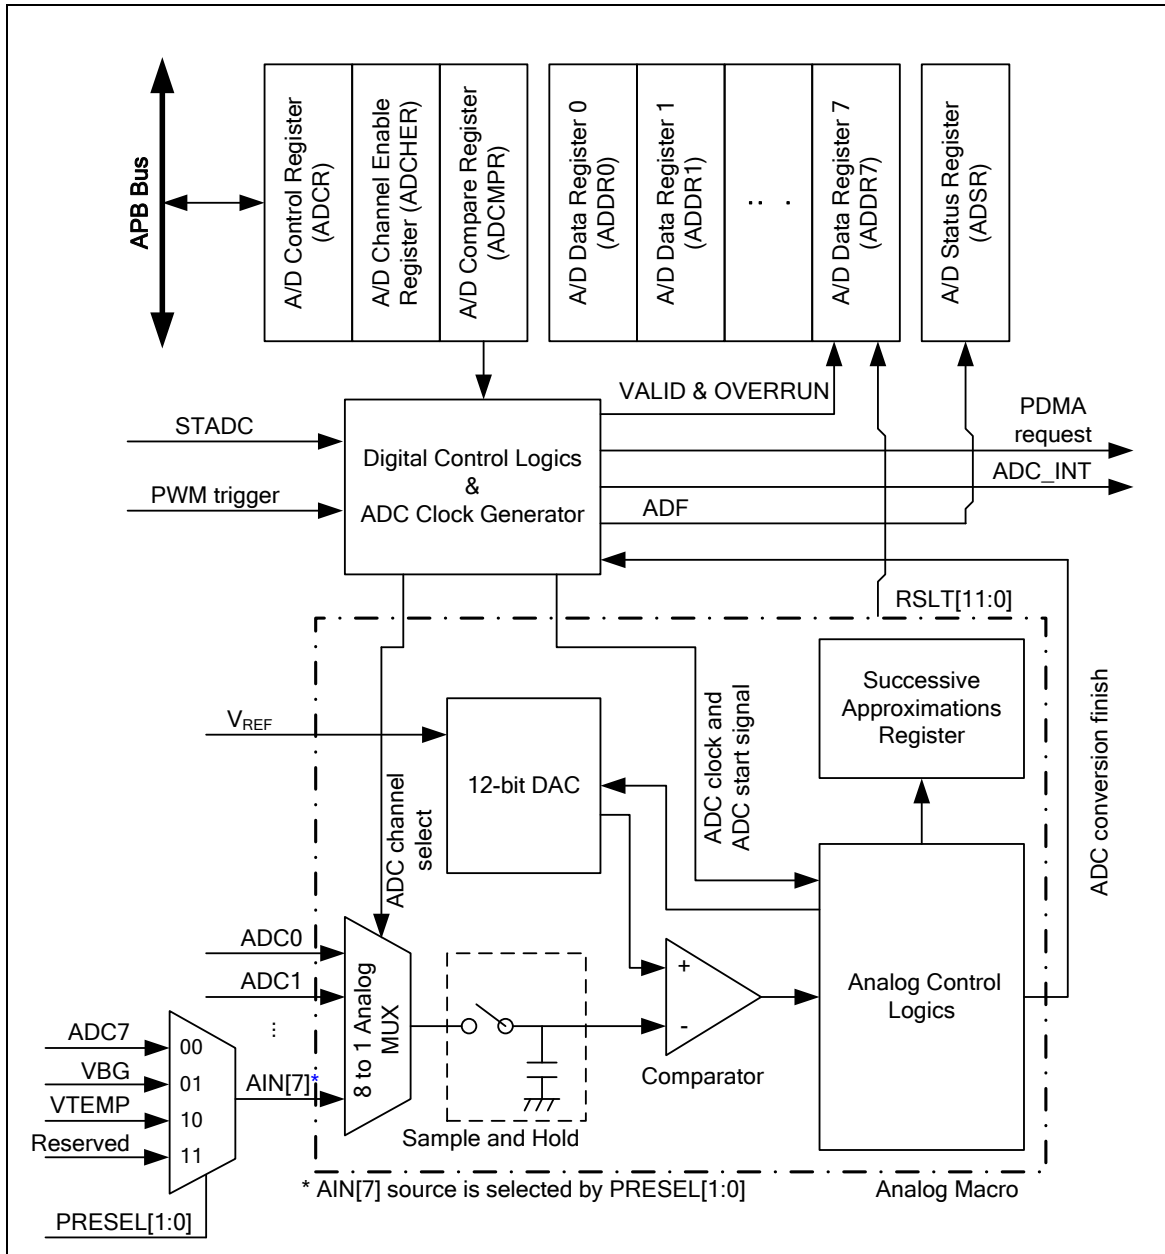 APB Bus
A/D Control Register
(ADCR)
A/D Channel Enable
Register (ADCHER)
A/D Compare Register
(ADCMPR)
A/D Data Register 0
(ADDR0)
A/D Data Register 1
(ADDR1)
.. .
A/D Data Register 7
(ADDR7)
A/D Status Register
(ADSR)
VALID & OVERRUN
STADC
PWM trigger
Digital Control Logics
&
ADC Clock Generator
PDMA
request
ADC_INT
ADF
RSLT[11:0]
VREF
12-bit DAC
ADC channel
select
ADC clock and
ADC start signal
Successive
Approximations
Register
ADC conversion finish
ADC0
ADC1
...
8 to 1 Analog
MUX
+
-
Comparator
Sample and Hold
Analog Control
Logics
ADC7
VBG
VTEMP
Reserved
00
01
10
11
AIN[7]*
PRESEL[1:0]
* AIN[7] source is selected by PRESEL[1:0]
Analog Macro